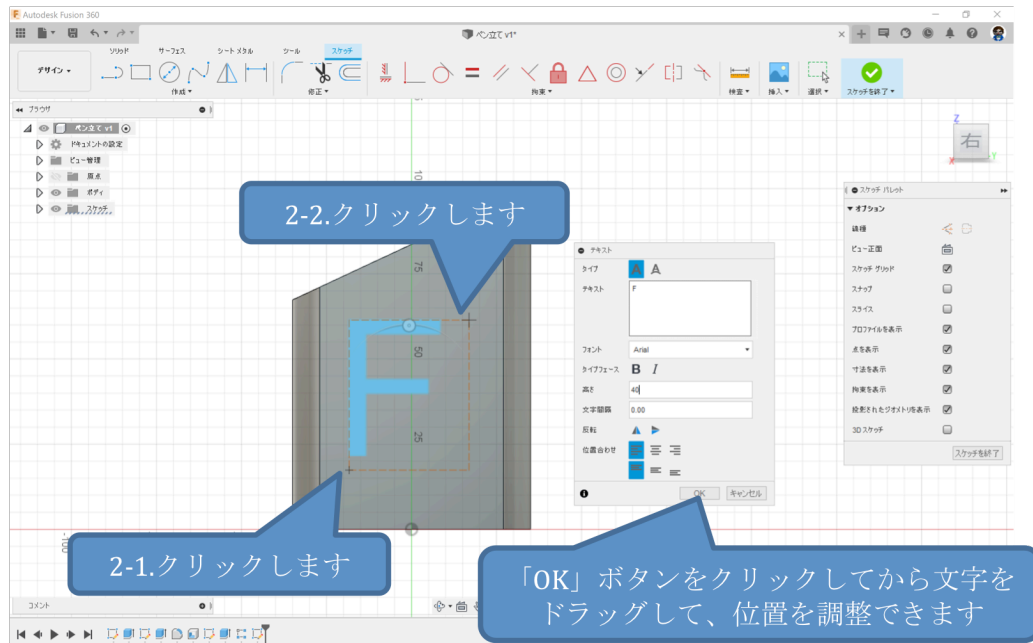 Autodesk Fusion 360
ペン立て v1*
ソリッド サーフェス シート メタル ツール スケッチ
デザイン
作成 修正 拘束 検査 挿入 選択 スケッチを終了
ブラウザ
ペン立て v1
ドキュメントの設定
ビュー管理
原点
ボディ
スケッチ
Z
右
X Y
100
75
50
25
-100
F
2-2.クリックします
2-1.クリックします
テキスト
タイプ A A
テキスト F
フォント Arial
タイプフェース B I
高さ 40
文字間隔 0.00
反転
位置合わせ
OK キャンセル
スケッチ パレット
オプション
線種
ビュー正面
スケッチ グリッド
スナップ
スライス
プロファイルを表示
点を表示
寸法を表示
拘束を表示
投影されたジオメトリを表示
3D スケッチ
スケッチを終了
「OK」ボタンをクリックしてから文字を
ドラッグして、位置を調整できます
コメント